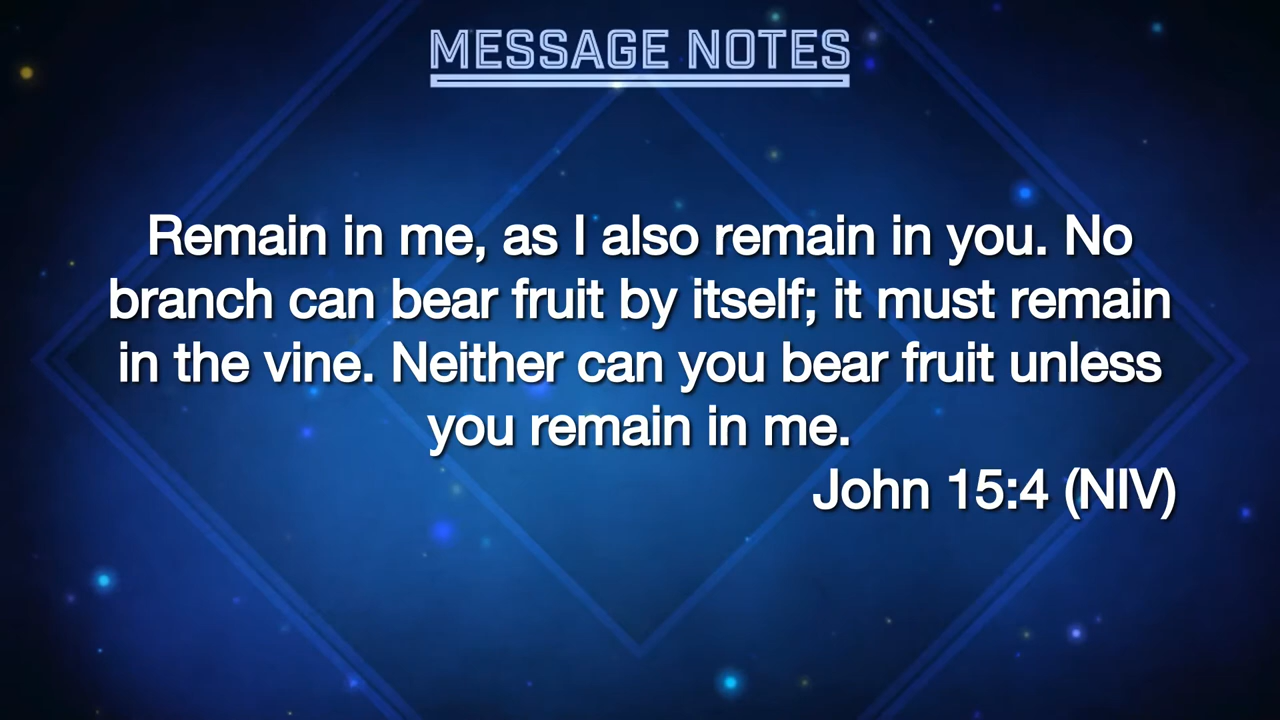 MESSAGE NOTES
Remain in me, as I also remain in you. No
branch can bear fruit by itself; it must remain
in the vine. Neither can you bear fruit unless
you remain in me.
John 15:4 (NIV)